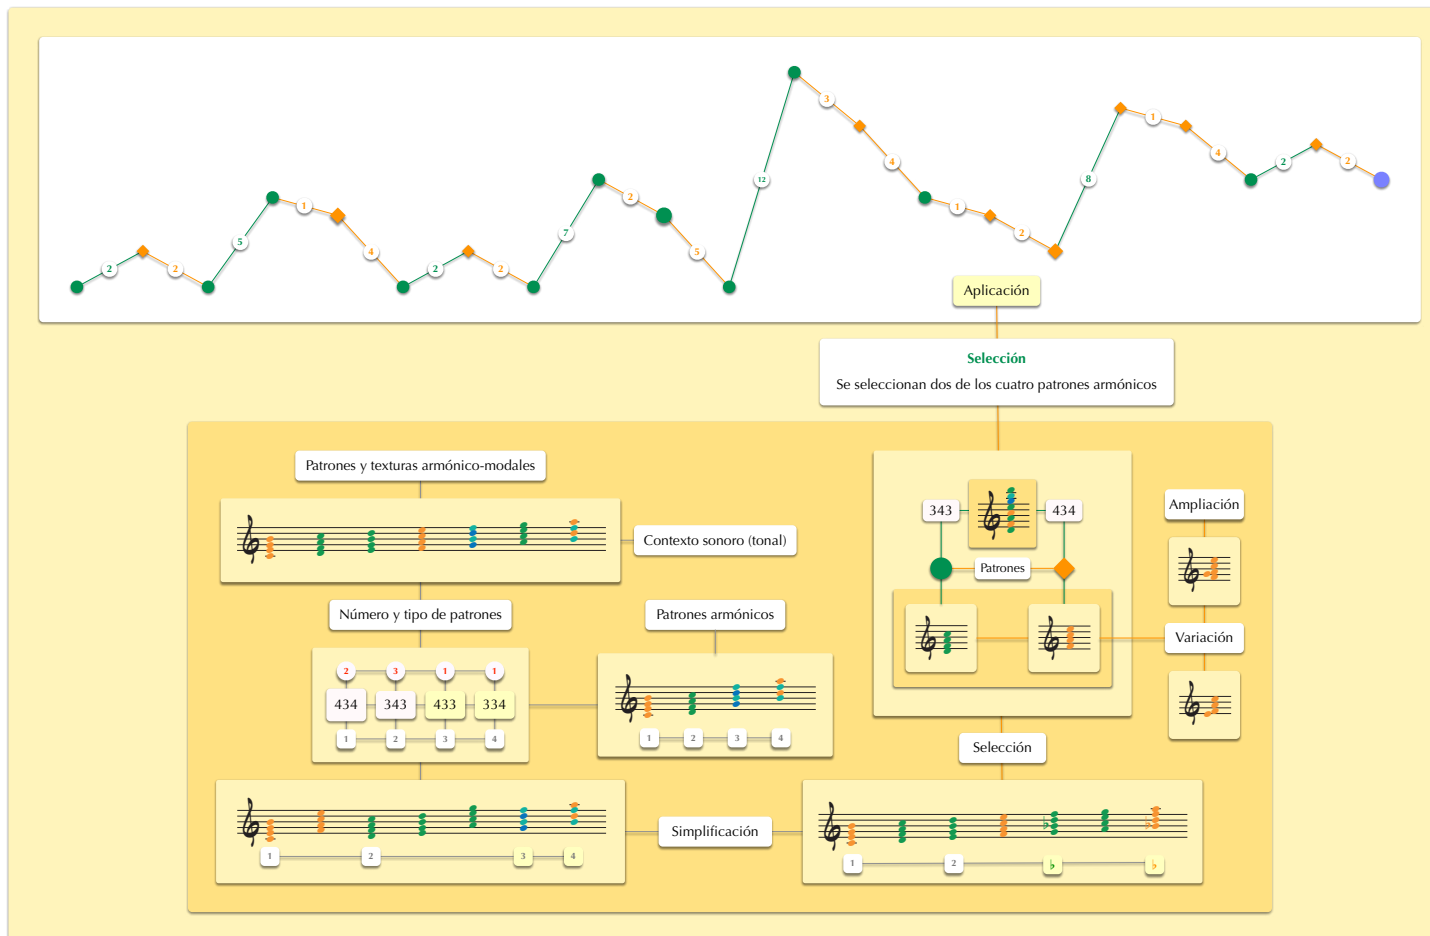 2
2
5
1
4
2
2
7
2
5
12
3
4
1
2
8
1
4
2
2
Aplicación
Selección
Se seleccionan dos de los cuatro patrones armónicos
Patrones y texturas armónico-modales
Contexto sonoro (tonal)
Número y tipo de patrones
2 3 1 1
434 343 433 334
1 2 3 4
Patrones armónicos
1 2 3 4
1 2 3 4
Simplificación
343 434
Patrones
Ampliación
Variación
Selección
1 2 ♭ ♭